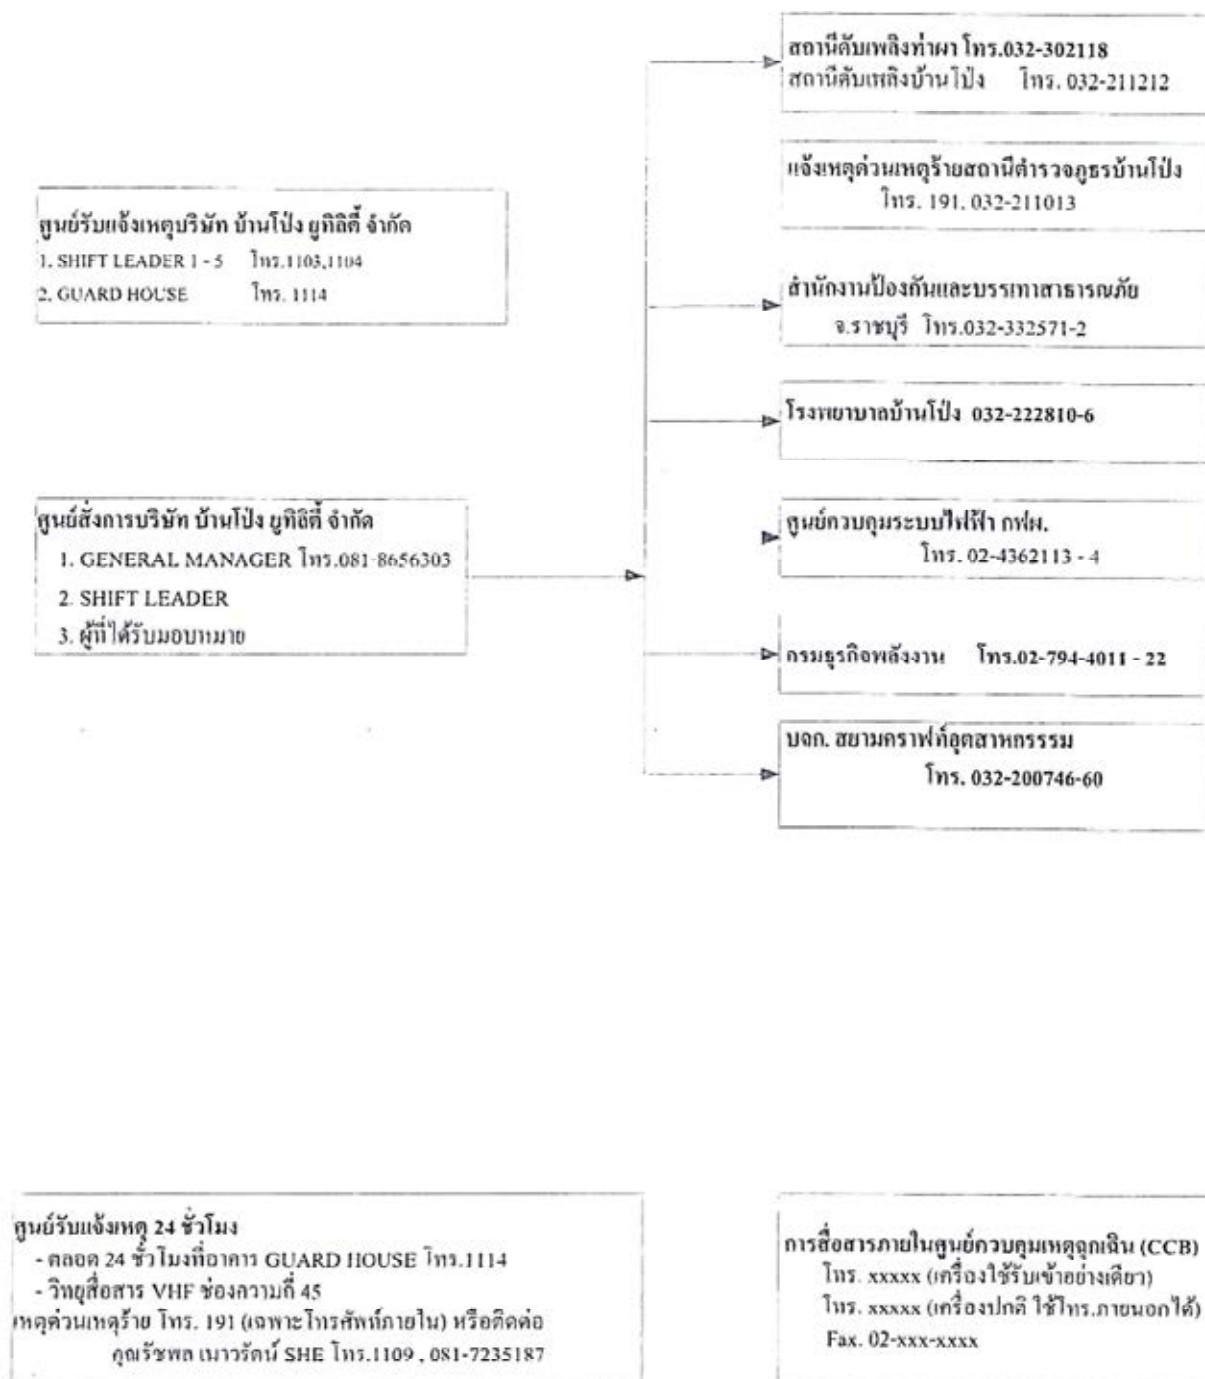 สถานีดับเพลิงท่าผา โทร.032-302118
สถานีดับเพลิงบ้านโป่ง โทร. 032-211212
แจ้งเหตุด่วนเหตุร้ายสถานีตำรวจภูธรบ้านโป่ง
โทร. 191. 032-211013
ศูนย์รับแจ้งเหตุบริษัท บ้านโป่ง ยูทิลิตี้ จำกัด
1. SHIFT LEADER 1 - 5 โทร.1103,1104
2. GUARD HOUSE โทร. 1114
สำนักงานป้องกันและบรรเทาสาธารณภัย
จ.ราชบุรี โทร.032-332571-2
โรงพยาบาลบ้านโป่ง 032-222810-6
ศูนย์สั่งการบริษัท บ้านโป่ง ยูทิลิตี้ จำกัด
1. GENERAL MANAGER โทร.081-8656303
2. SHIFT LEADER
3. ผู้ที่ได้รับมอบหมาย
ศูนย์ควบคุมระบบไฟฟ้า กฟผ.
โทร. 02-4362113 - 4
กรมธุรกิจพลังงาน โทร.02-794-4011 - 22
บจก. สยามคราฟท์อุตสาหกรรรม
โทร. 032-200746-60
ศูนย์รับแจ้งเหตุ 24 ชั่วโมง
- ตลอด 24 ชั่วโมงที่อาคาร GUARD HOUSE โทร.1114
- วิทยุสื่อสาร VHF ช่องความถี่ 45
เหตุด่วนเหตุร้าย โทร. 191 (เฉพาะโทรศัพท์ภายใน) หรือติดต่อ
คุณรัชพล เนาวรัตน์ SHE โทร.1109 , 081-7235187
การสื่อสารภายในศูนย์ควบคุมเหตุฉุกเฉิน (CCB)
โทร. xxxxx (เครื่องใช้รับเข้าอย่างเดียว)
โทร. xxxxx (เครื่องปกติ ใช้โทร.ภายนอกได้)
Fax. 02-xxx-xxxx